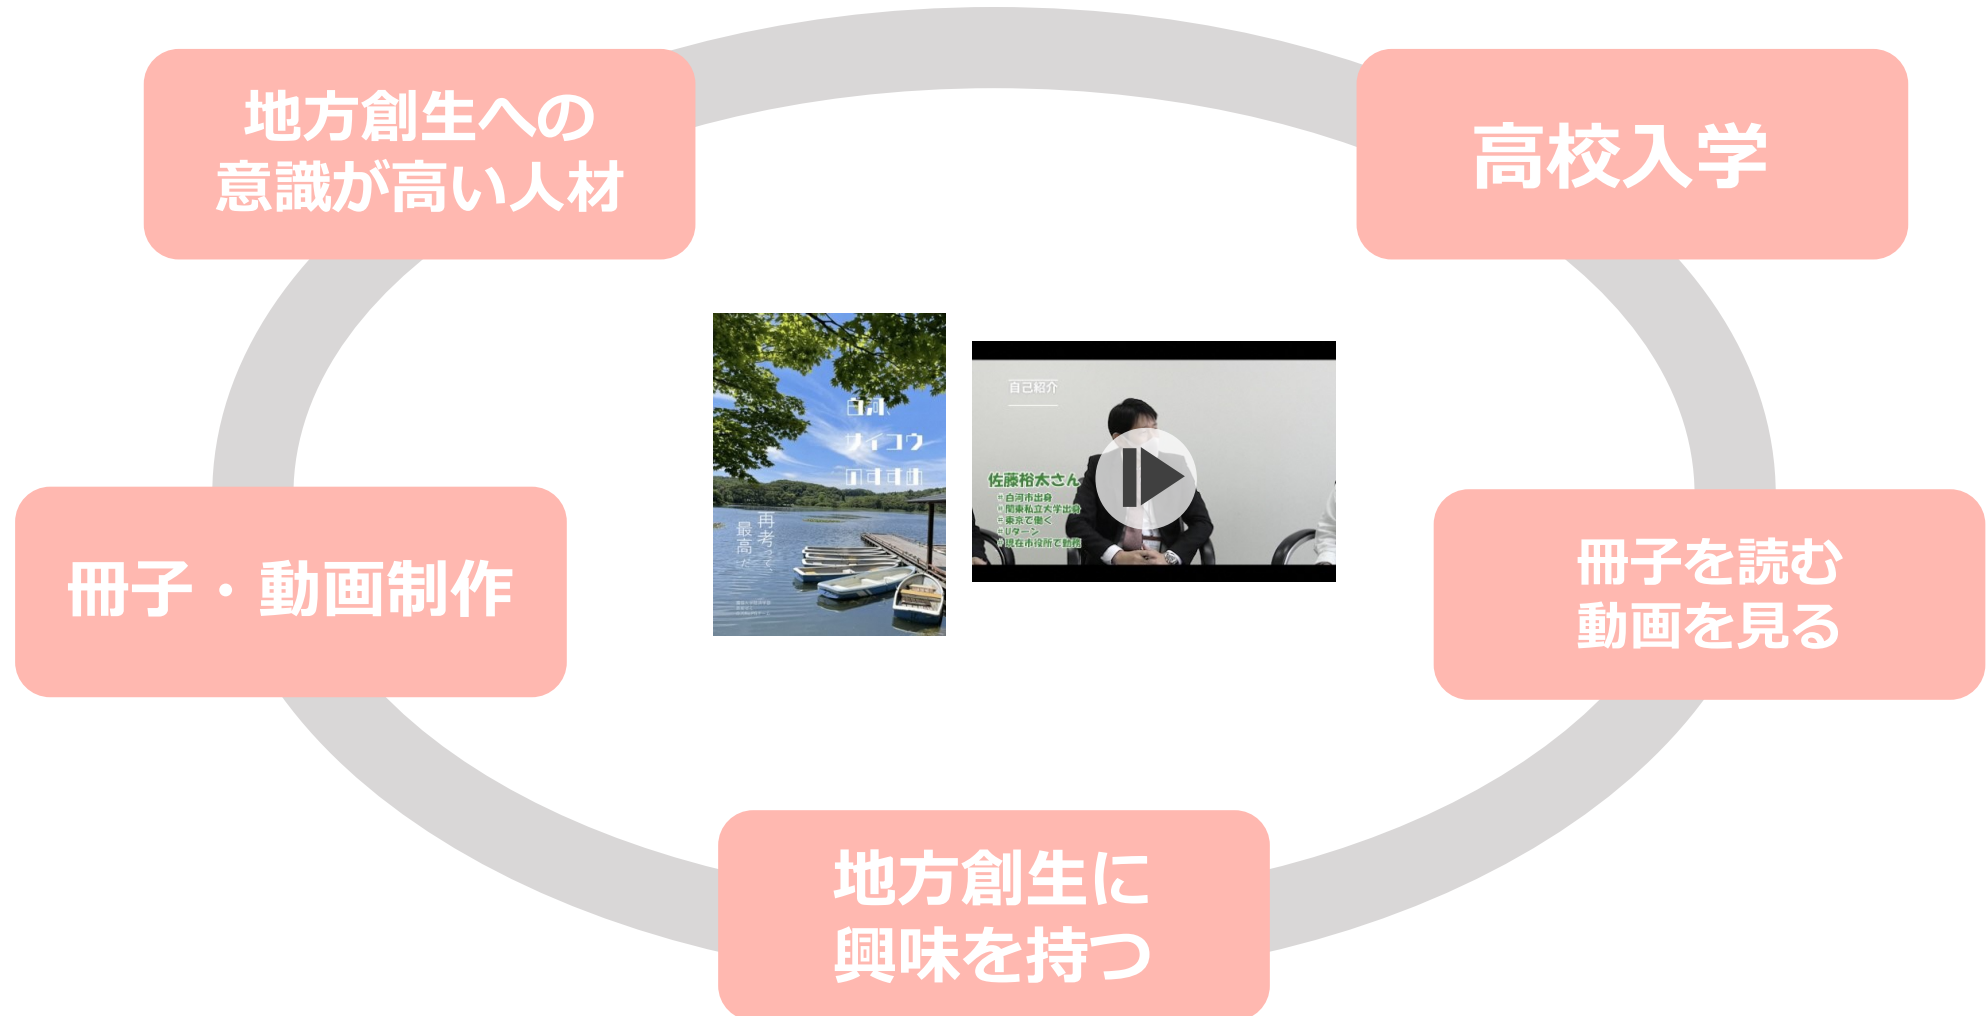 地方創生への
意識が高い人材
高校入学
白河、
サイコウ
のすすめ
再考って、
最高だ。
自己紹介
佐藤裕太さん
#白河市出身
#関東私立大学出身
#東京で働く
#Uターン
#現在市役所で勤務
冊子・動画制作
冊子を読む
動画を見る
地方創生に
興味を持つ